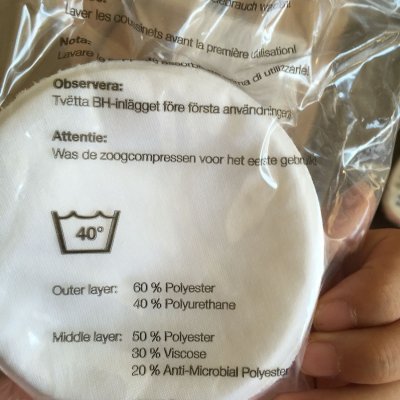 Laver les coussinets avant la première utilisation!
Nota:
Lavare
Observera:
Tvätta BH-inlägget före första användningen
Attentie:
Was de zoogcompressen voor het eerste gebruik
40°
Outer layer: 60 % Polyester
40 % Polyurethane
Middle layer: 50 % Polyester
30 % Viscose
20 % Anti-Microbial Polyester